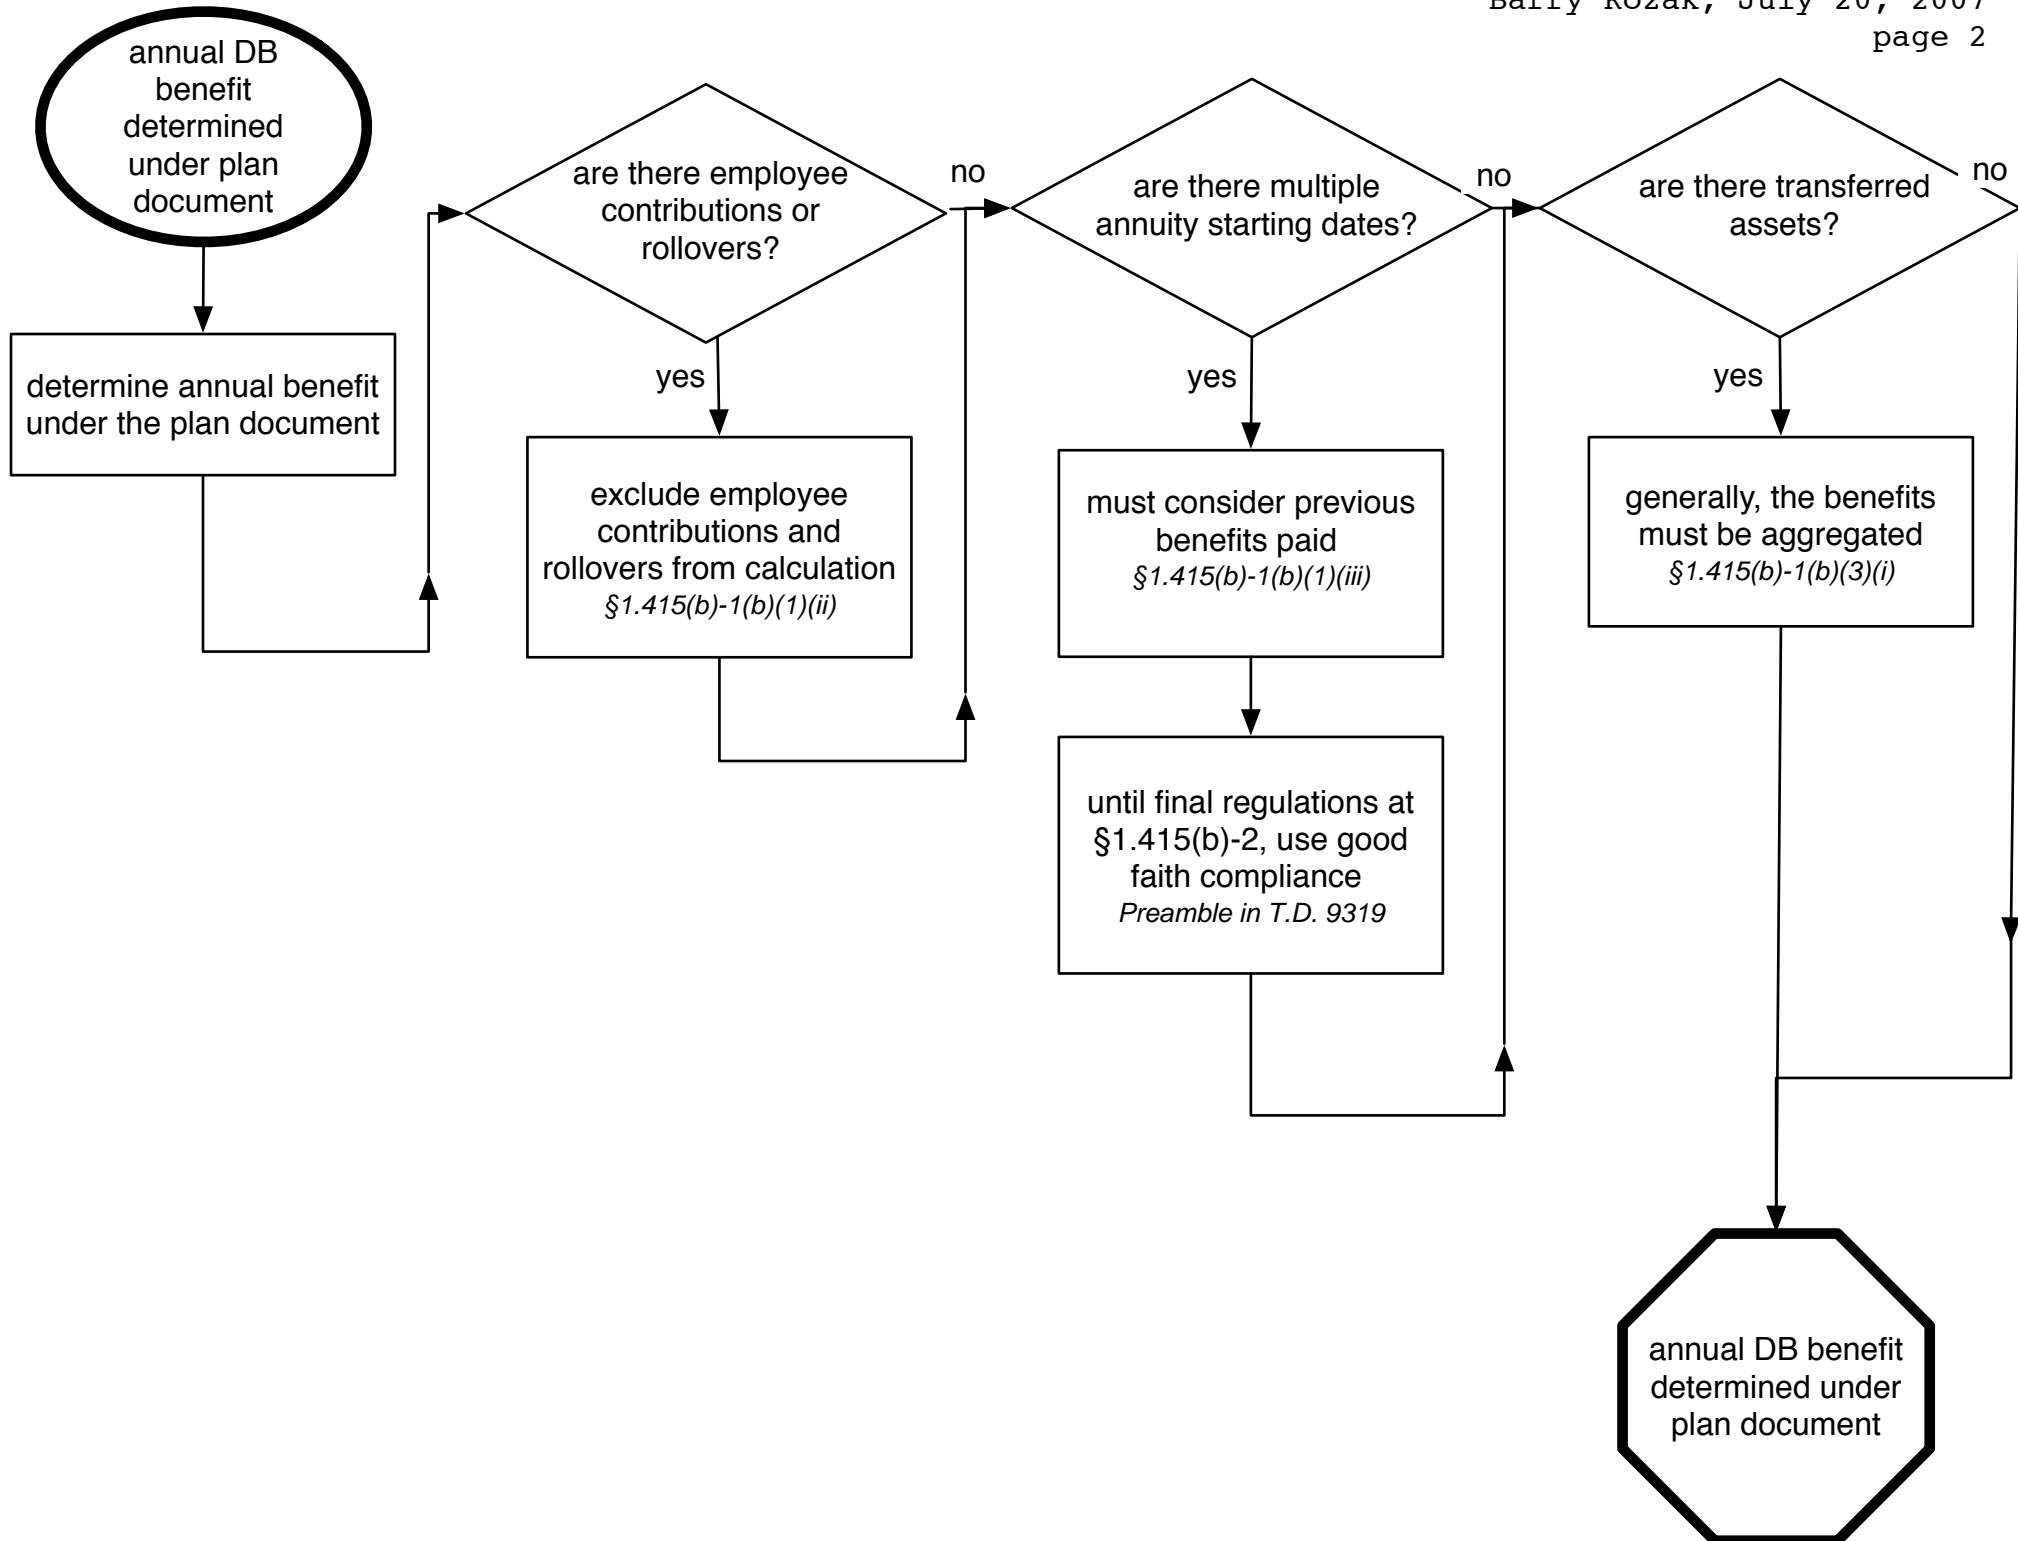 Barry Kozak, July 20, 2007
page 2
annual DB
benefit
determined
under plan
document
determine annual benefit
under the plan document
are there employee
contributions or
rollovers?
no
yes
exclude employee
contributions and
rollovers from calculation
§1.415(b)-1(b)(1)(ii)
are there multiple
annuity starting dates?
no
yes
must consider previous
benefits paid
§1.415(b)-1(b)(1)(iii)
until final regulations at
§1.415(b)-2, use good
faith compliance
Preamble in T.D. 9319
are there transferred
assets?
no
yes
generally, the benefits
must be aggregated
§1.415(b)-1(b)(3)(i)
annual DB benefit
determined under
plan document